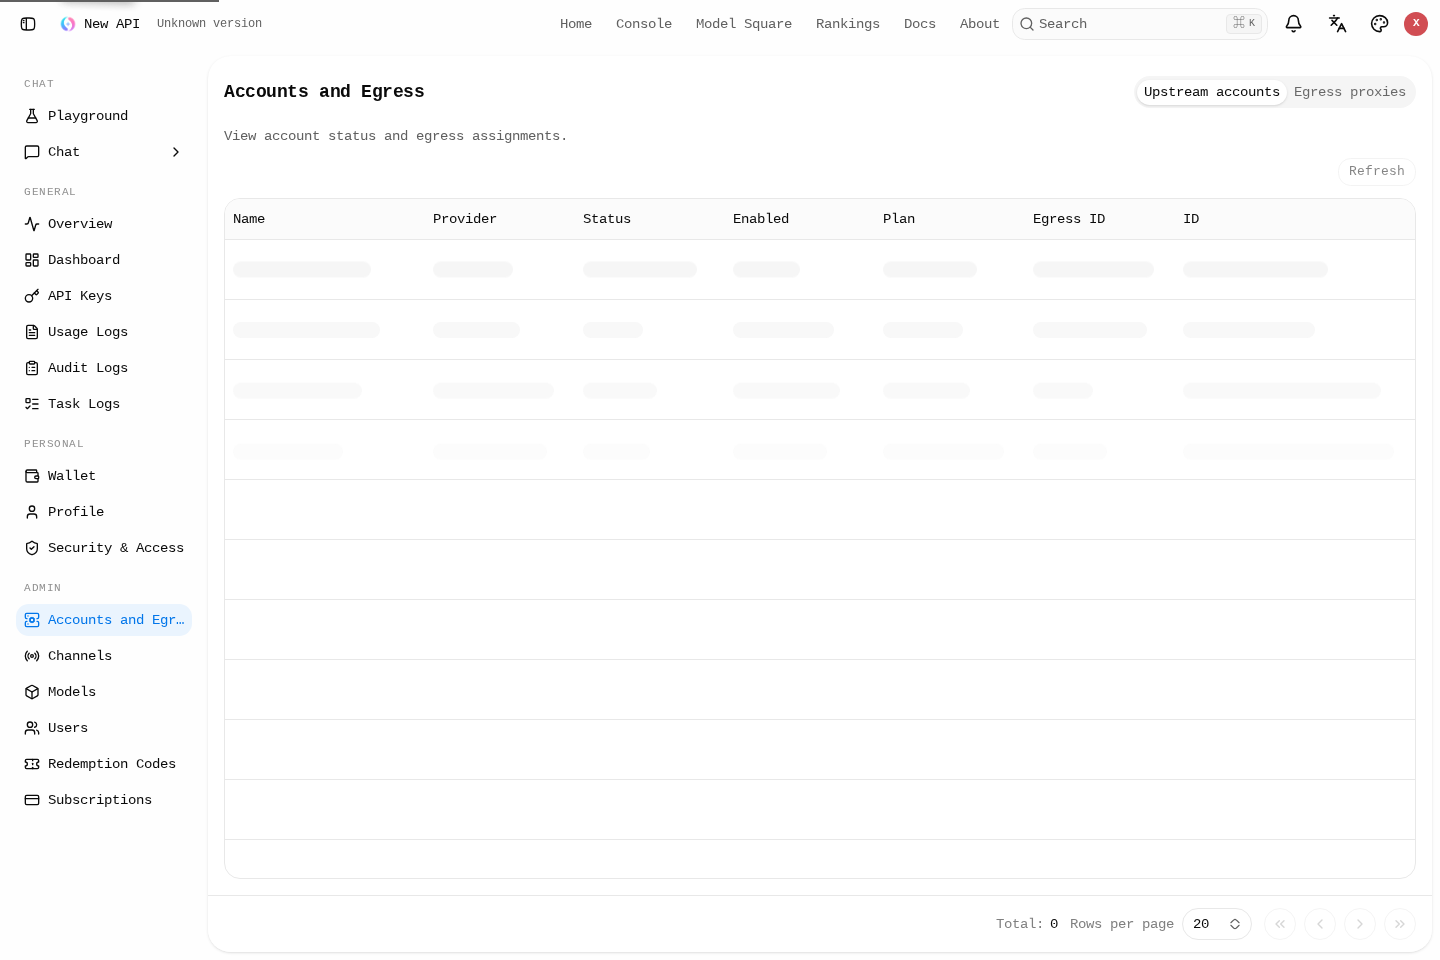 New API Unknown version Home Console Model Square Rankings Docs About Search ⌘ K X
CHAT
Playground
Chat
GENERAL
Overview
Dashboard
API Keys
Usage Logs
Audit Logs
Task Logs
PERSONAL
Wallet
Profile
Security & Access
ADMIN
Accounts and Egr…
Channels
Models
Users
Redemption Codes
Subscriptions
Accounts and Egress
Upstream accounts Egress proxies
View account status and egress assignments.
Refresh
Name Provider Status Enabled Plan Egress ID ID
Total: 0 Rows per page 20